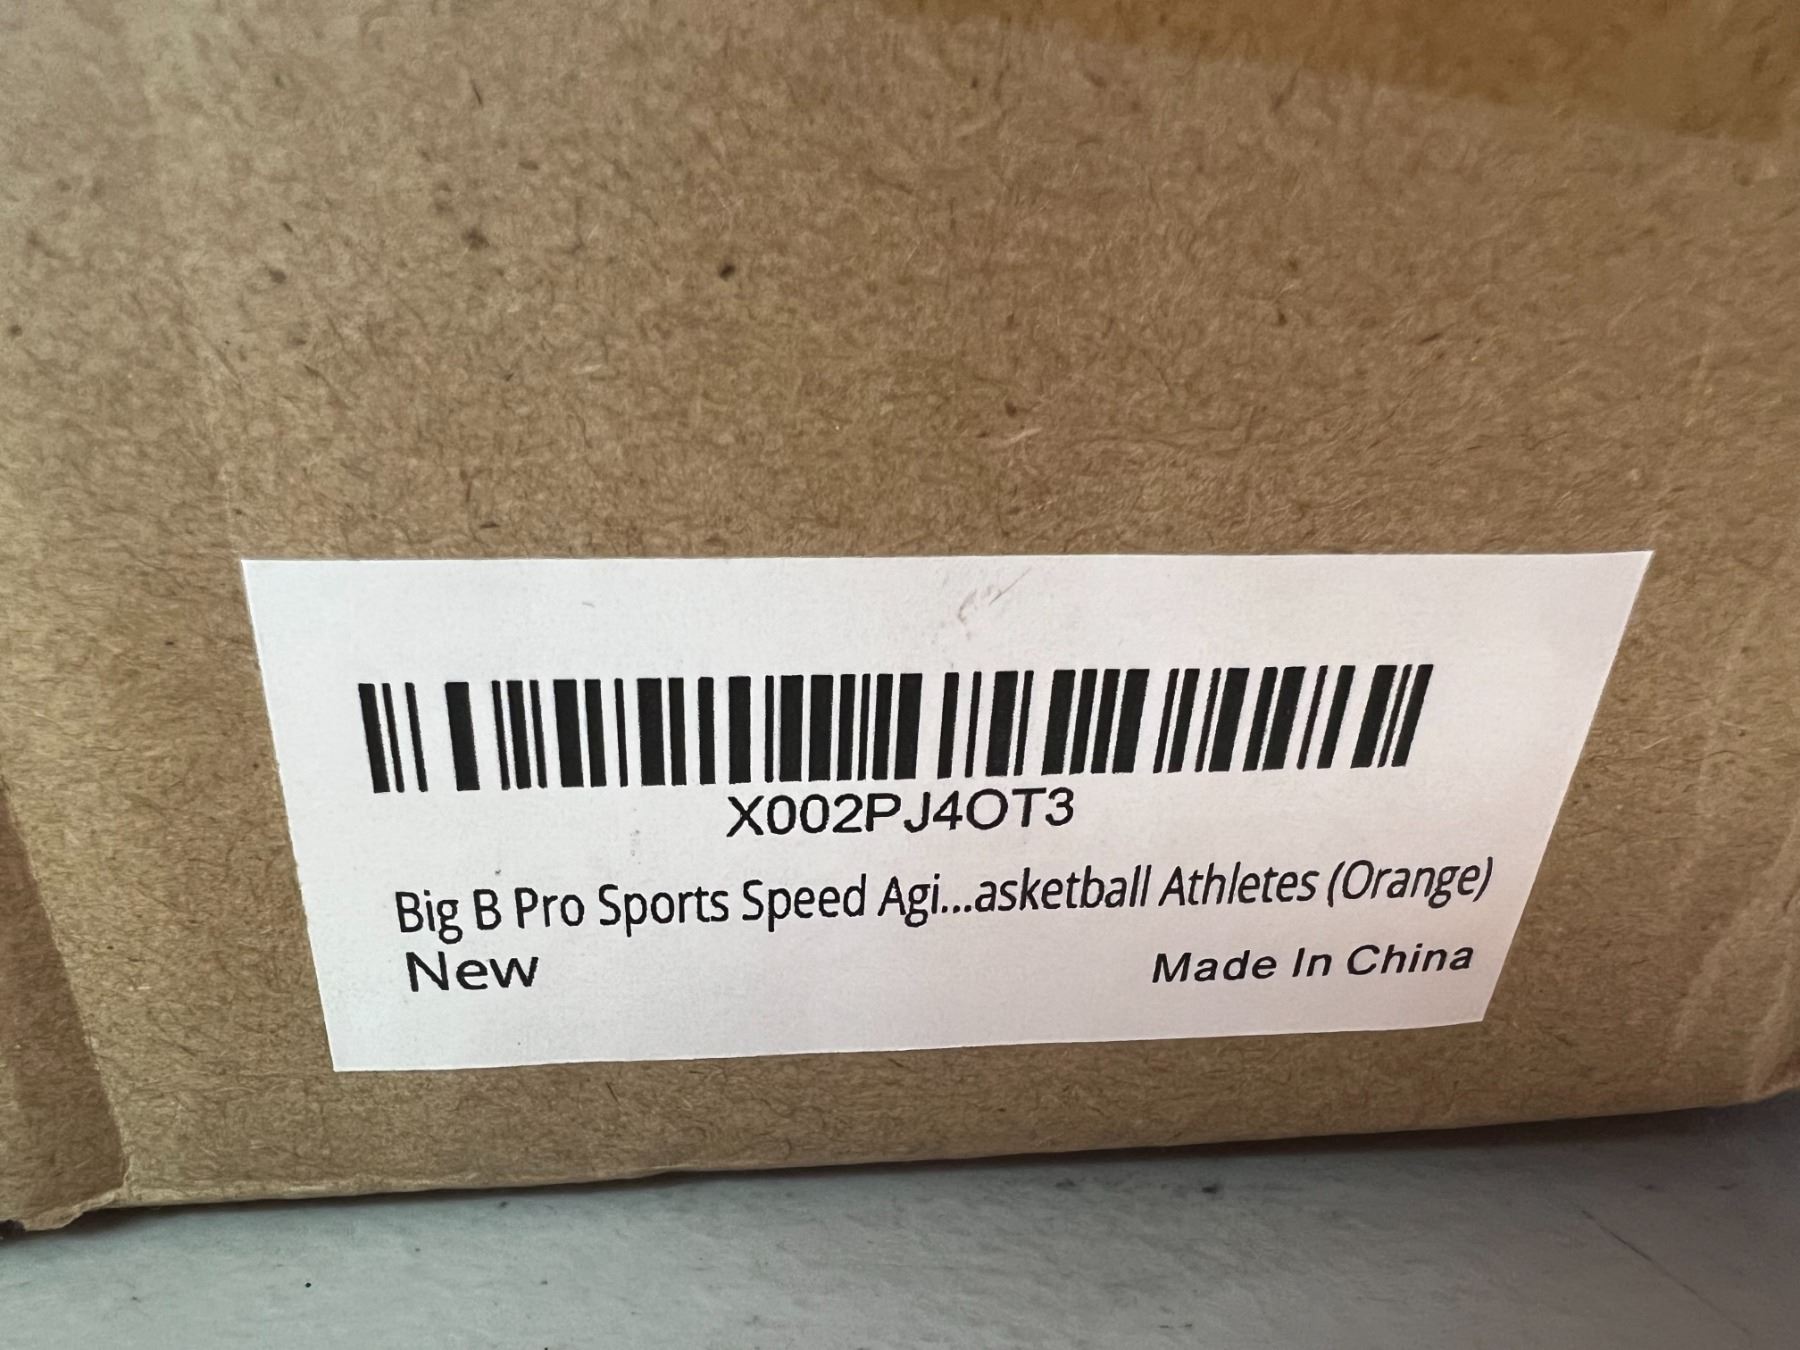 X002PJ4OT3
Big B Pro Sports Speed Agi...asketball Athletes (Orange)
New
Made In China